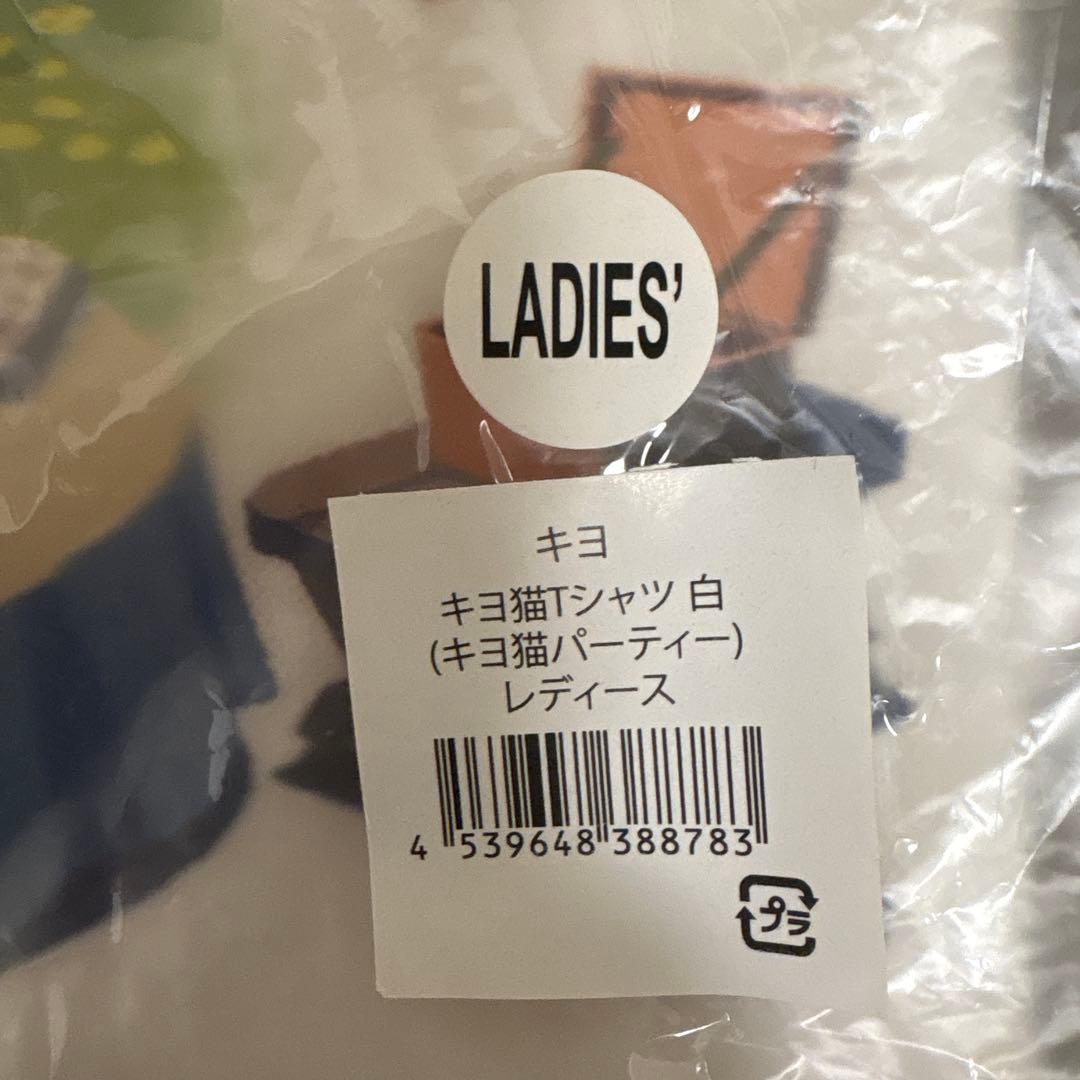 LADIES'
キヨ
キヨ猫Tシャツ 白
(キヨ猫パーティー)
レディース
4 539648 388783
プラ